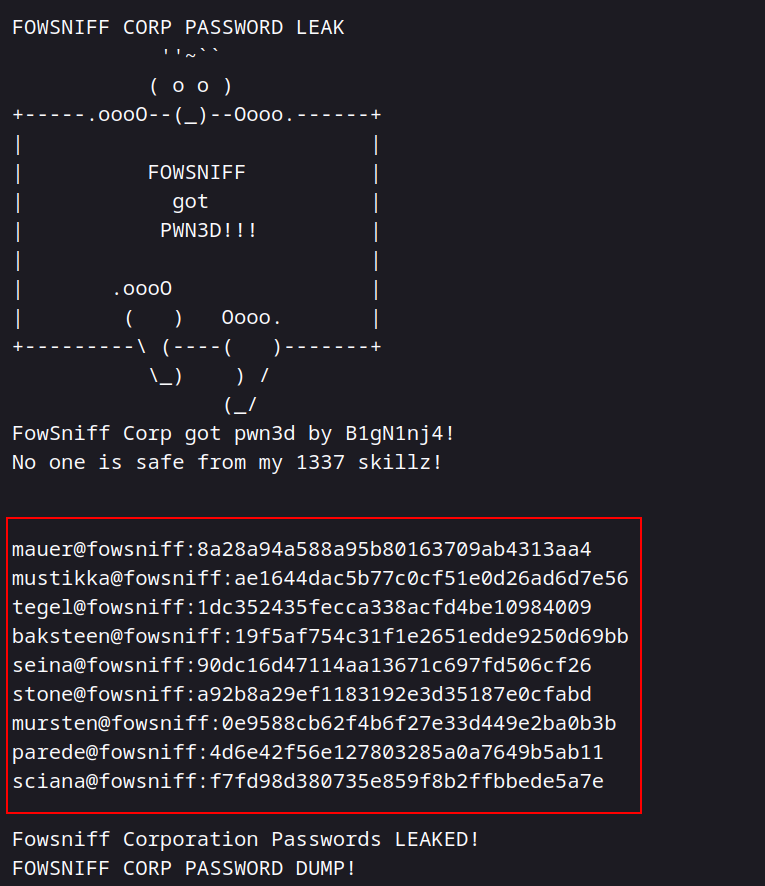 FOWSNIFF CORP PASSWORD LEAK
''~``
( o o )
+-----.oooO--(_)--Oooo.------+
| |
| FOWSNIFF |
| got |
| PWN3D!!! |
| |
| .oooO |
| ( ) Oooo. |
+---------\ (----( )-------+
\_) ) /
(_/
FowSniff Corp got pwn3d by B1gN1nj4!
No one is safe from my 1337 skillz!
mauer@fowsniff:8a28a94a588a95b80163709ab4313aa4
mustikka@fowsniff:ae1644dac5b77c0cf51e0d26ad6d7e56
tegel@fowsniff:1dc352435fecca338acfd4be10984009
baksteen@fowsniff:19f5af754c31f1e2651edde9250d69bb
seina@fowsniff:90dc16d47114aa13671c697fd506cf26
stone@fowsniff:a92b8a29ef1183192e3d35187e0cfabd
mursten@fowsniff:0e9588cb62f4b6f27e33d449e2ba0b3b
parede@fowsniff:4d6e42f56e127803285a0a7649b5ab11
sciana@fowsniff:f7fd98d380735e859f8b2ffbbede5a7e
Fowsniff Corporation Passwords LEAKED!
FOWSNIFF CORP PASSWORD DUMP!